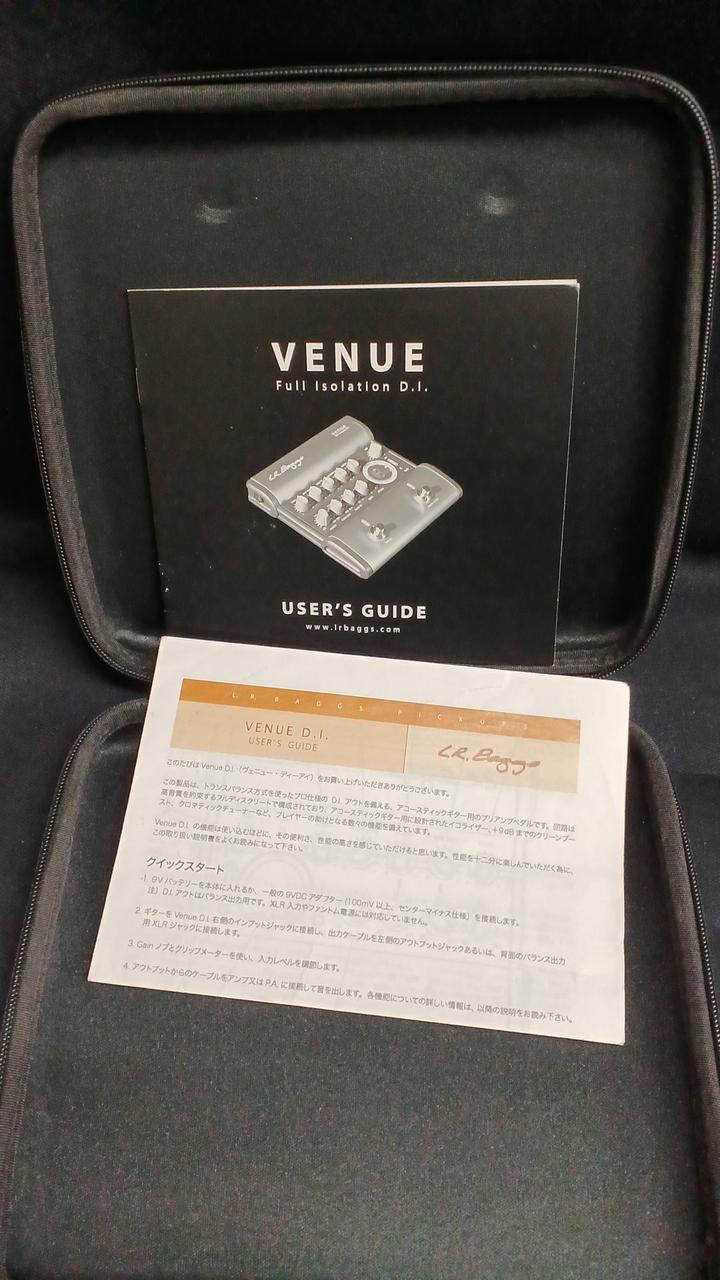 VENUE
Full Isolation D.I.
L.R. Baggs
VENUE
USER'S GUIDE
www.lrbaggs.com
L.R. BAGGS PICKUPS
VENUE D.I.
USER'S GUIDE
L.R. Baggs
このたびは Venue D.I.（ヴェニュー・ディーアイ）をお買い上げいただきありがとうございます。
この製品は、トランスバランス方式を使ったプロ仕様の D.I. アウトを備える、アコースティックギター用のプリアンプペダルです。回路は
高音質を約束するフルディスクリートで構成されており、アコースティックギター用に設計されたイコライザー、+9dB までのクリーンブー
スト、クロマティックチューナーなど、プレイヤーの助けとなる数々の機能を備えています。
Venue D.I. の機能は使い込むほどに、その便利さ、性能の高さを感じていただけると思います。性能を十二分に楽しんでいただく為に、
この取り扱い説明書をよくお読みになって下さい。
クイックスタート
1. 9V バッテリーを本体に入れるか、一般の 9VDC アダプター (100mV 以上、センターマイナス仕様) を接続します。
注）D.I. アウトはバランス出力用です。XLR 入力やファントム電源には対応していません。
2. ギターを Venue D.I. 右側のインプットジャックに接続し、出力ケーブルを左側のアウトプットジャックあるいは、背面のバランス出力
用 XLR ジャックに接続します。
3. Gain ノブとクリップメーターを使い、入力レベルを調節します。
4. アウトプットからのケーブルをアンプ又は P.A. に接続して音を出します。各機能についての詳しい情報は、以降の説明をお読み下さい。